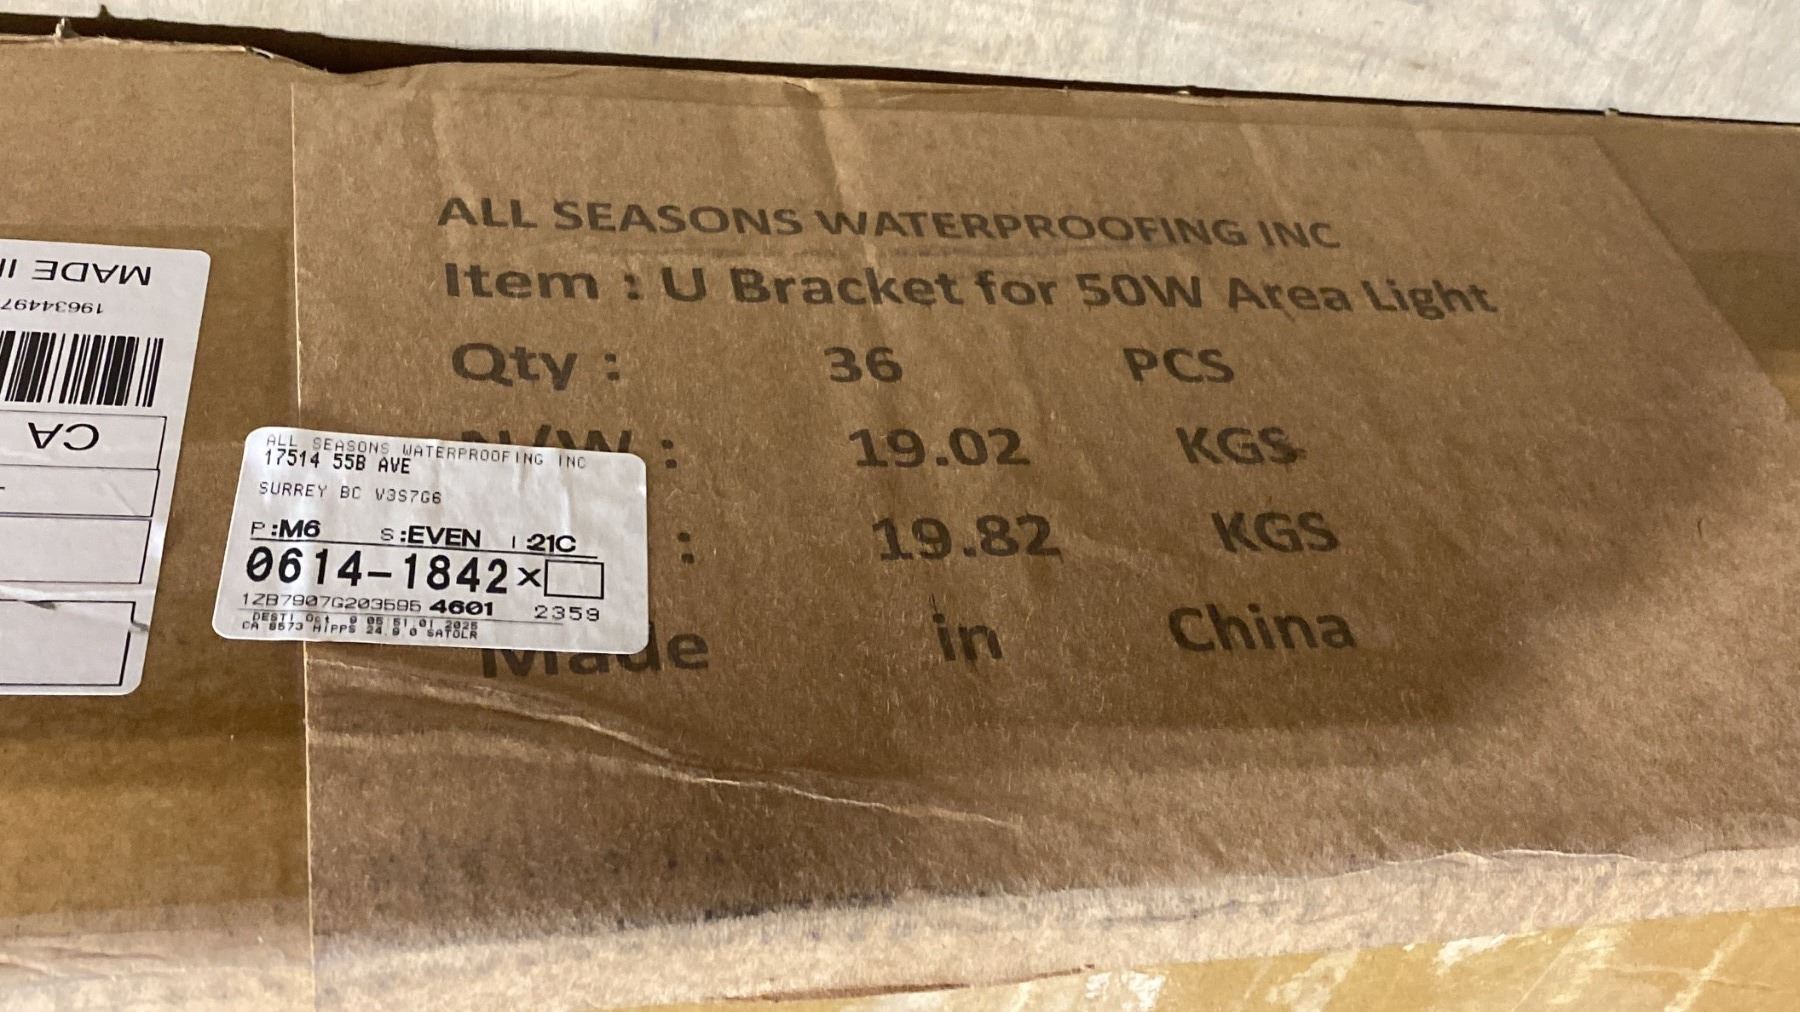 ALL SEASONS WATERPROOFING INC
Item : U Bracket for 50W Area Light
Qty : 36 PCS
N/W : 19.02 KGS
: 19.82 KGS
Made in China
ALL SEASONS WATERPROOFING INC
17514 55B AVE
SURREY BC V3S7G6
P:M6 S:EVEN I 21C
0614-1842×
1ZB7907G203595 4601 2359
MADE
CA